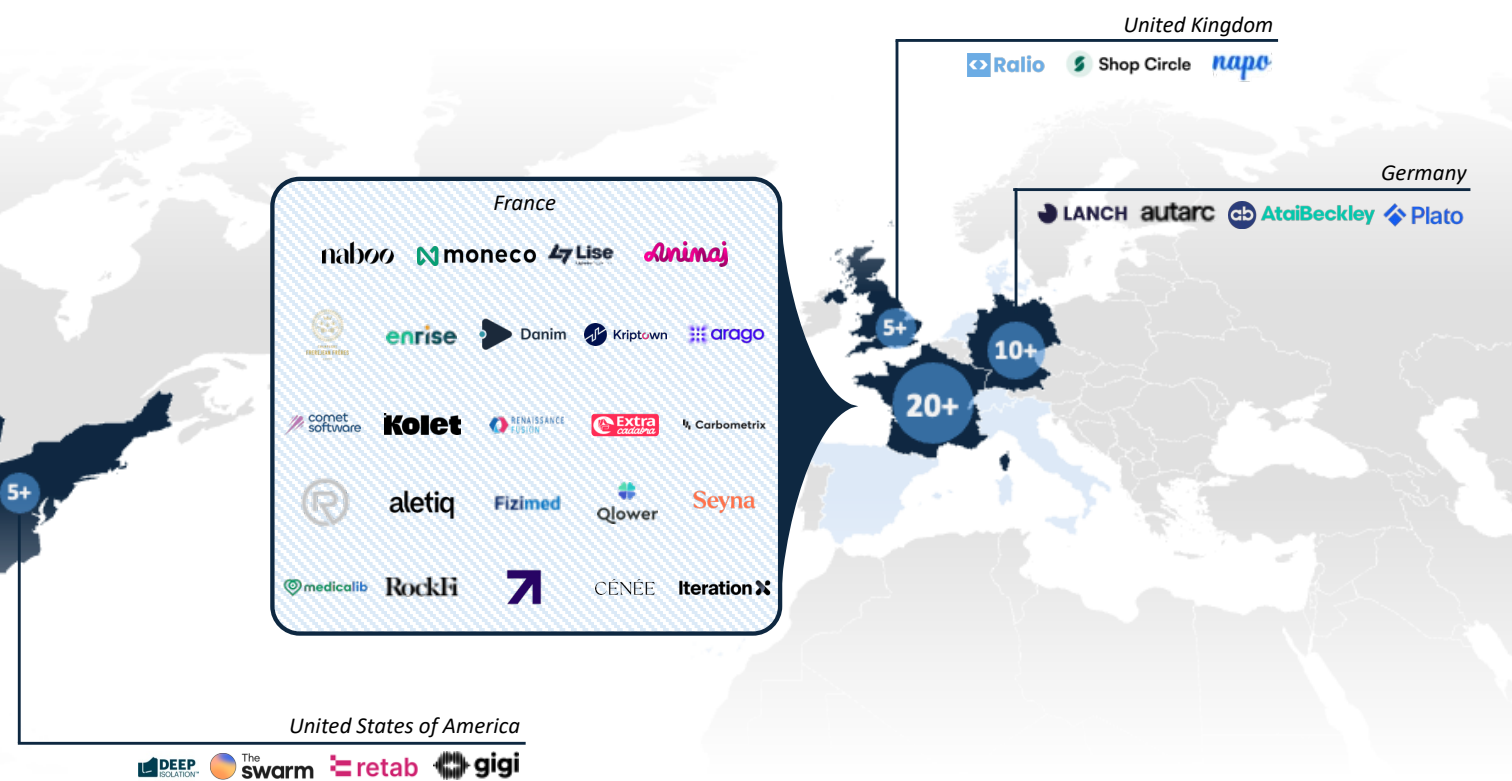 United Kingdom
Ralio Shop Circle napo
Germany
LANCH autarc cb AtaiBeckley Plato
France
naboo moneco Lise Animaj
enrise Danim Kriptown arago
comet software Kolet RENAISSANCE FUSION Extra cadabra Carbometrix
R aletiq Fizimed Qlower Seyna
medicalib RockFi CÉNÉE Iteration X
5+
10+
20+
5+
United States of America
DEEP ISOLATION The swarm retab gigi